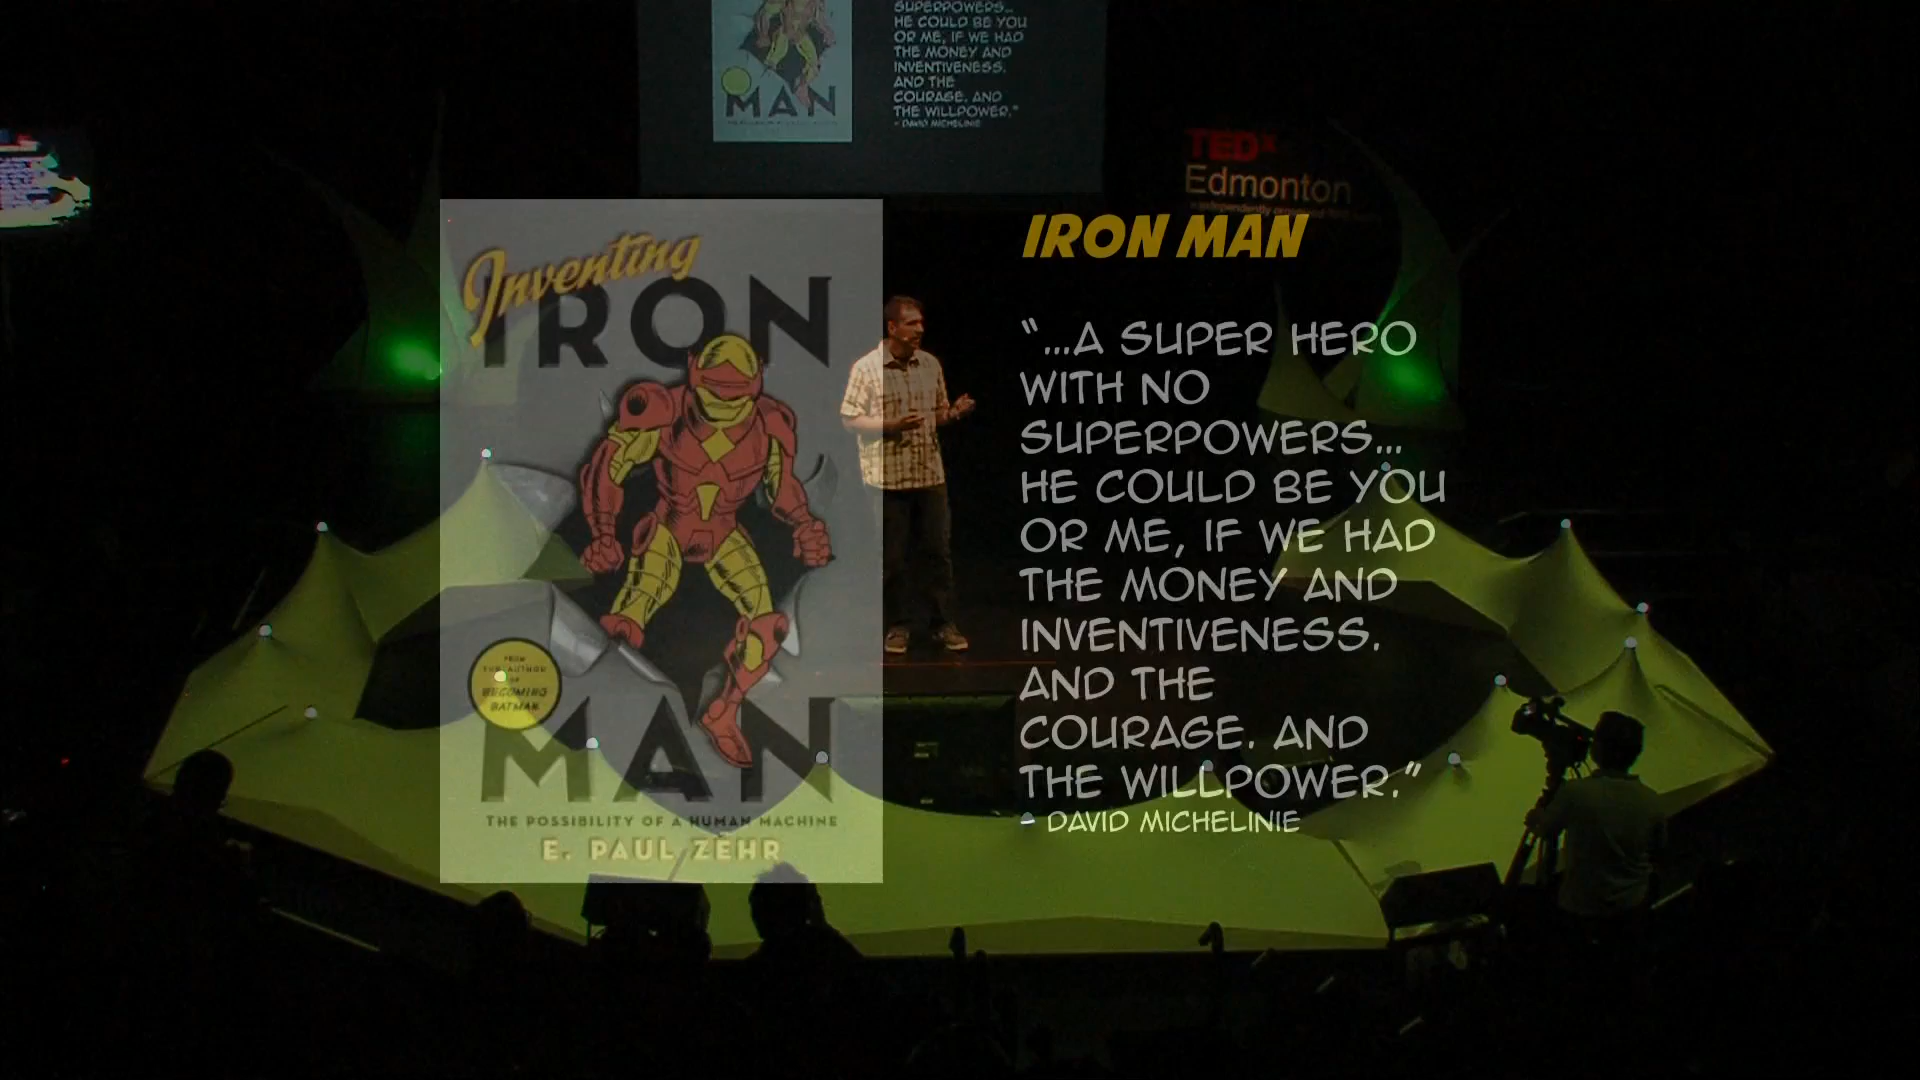 SUPERPOWERS...
HE COULD BE YOU
OR ME, IF WE HAD
THE MONEY AND
INVENTIVENESS.
AND THE
COURAGE. AND
THE WILLPOWER."
- DAVID MICHELINIE
MAN
TEDx
Edmonton
Inventing
IRON
FROM
THE AUTHOR
OF
BECOMING
BATMAN
MAN
THE POSSIBILITY OF A HUMAN MACHINE
E. PAUL ZEHR
IRON MAN
"...A SUPER HERO
WITH NO
SUPERPOWERS...
HE COULD BE YOU
OR ME, IF WE HAD
THE MONEY AND
INVENTIVENESS.
AND THE
COURAGE. AND
THE WILLPOWER."
- DAVID MICHELINIE